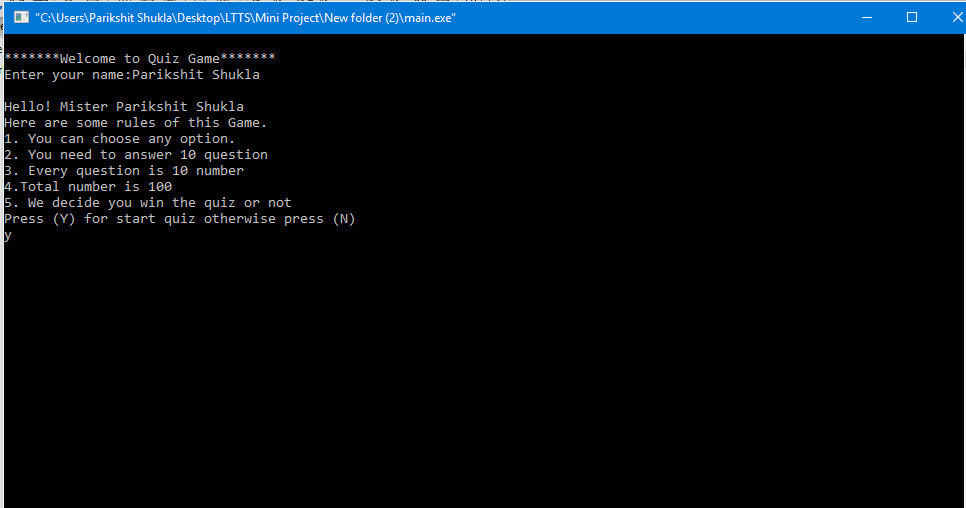 "C:\Users\Parikshit Shukla\Desktop\LTTS\Mini Project\New folder (2)\main.exe"
*******Welcome to Quiz Game*******
Enter your name:Parikshit Shukla
Hello! Mister Parikshit Shukla
Here are some rules of this Game.
1. You can choose any option.
2. You need to answer 10 question
3. Every question is 10 number
4.Total number is 100
5. We decide you win the quiz or not
Press (Y) for start quiz otherwise press (N)
y